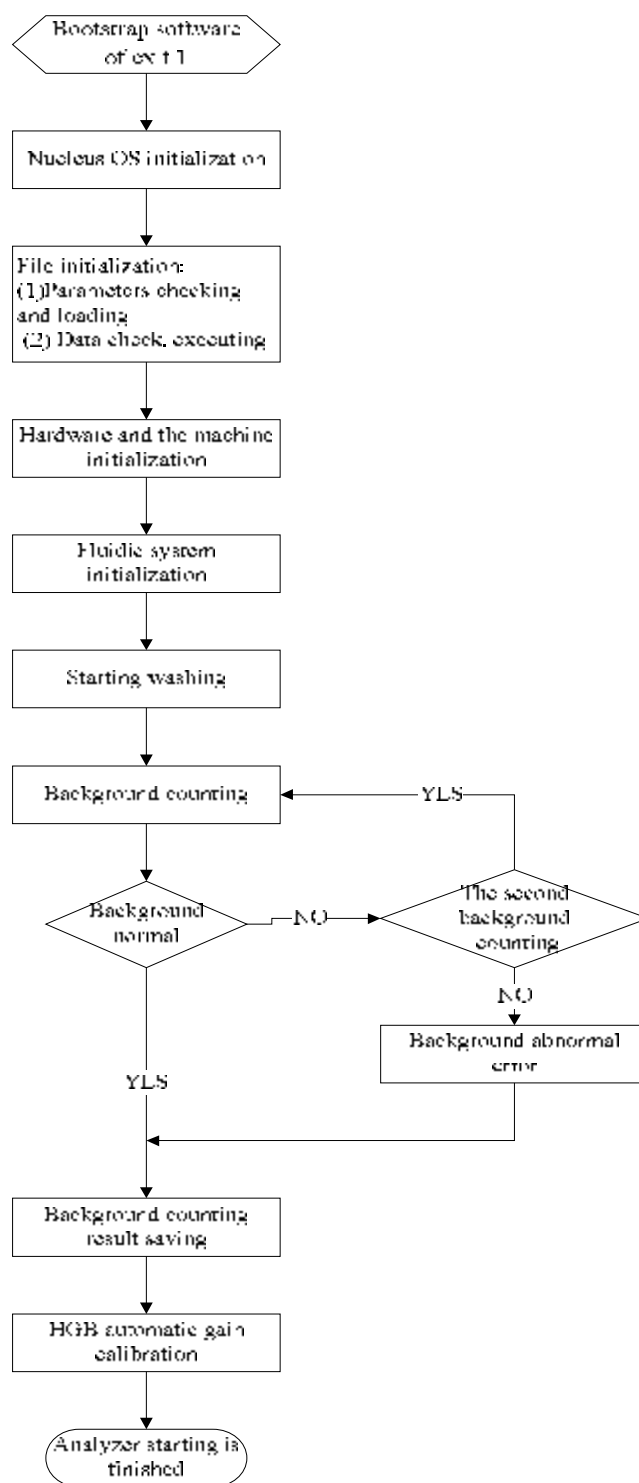 Bootstrap software
of exit 1
Nucleus OS initialization
File initialization:
(1)Parameters checking
and loading
(2) Data check, executing
Hardware and the machine
initialization
Fluidic system
initialization
Starting washing
Background counting
YES
Background
normal
NO
The second
background
counting
NO
Background abnormal
error
YES
Background counting
result saving
HGB automatic gain
calibration
Analyzer starting is
finished